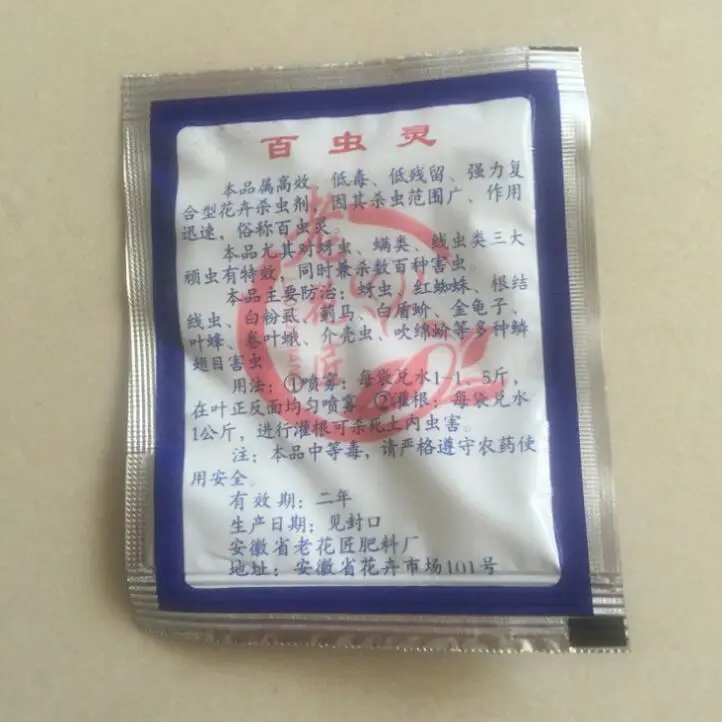 百虫灵
本品属高效、低毒、低残留、强力复
合型花卉杀虫剂，因其杀虫范围广、作用
迅速，俗称百虫灵。
本品尤其对蚜虫、螨类、线虫类三大
顽虫有特效，同时兼杀数百种害虫。
本品主要防治：蚜虫、红蜘蛛、根结
线虫、白粉虱、蓟马、白盾蚧、金龟子、
叶蜂、卷叶蛾、介壳虫、吹绵蚧等多种鳞
翅目害虫
用法：①喷雾：每袋兑水1-1.5斤，
在叶正反面均匀喷雾 ②灌根：每袋兑水
1公斤，进行灌根可杀死土内虫害。
注：本品中等毒，请严格遵守农药使
用安全。
有效期：二年
生产日期：见封口
安徽省老花匠肥料厂
地址：安徽省花卉市场101号
老花匠